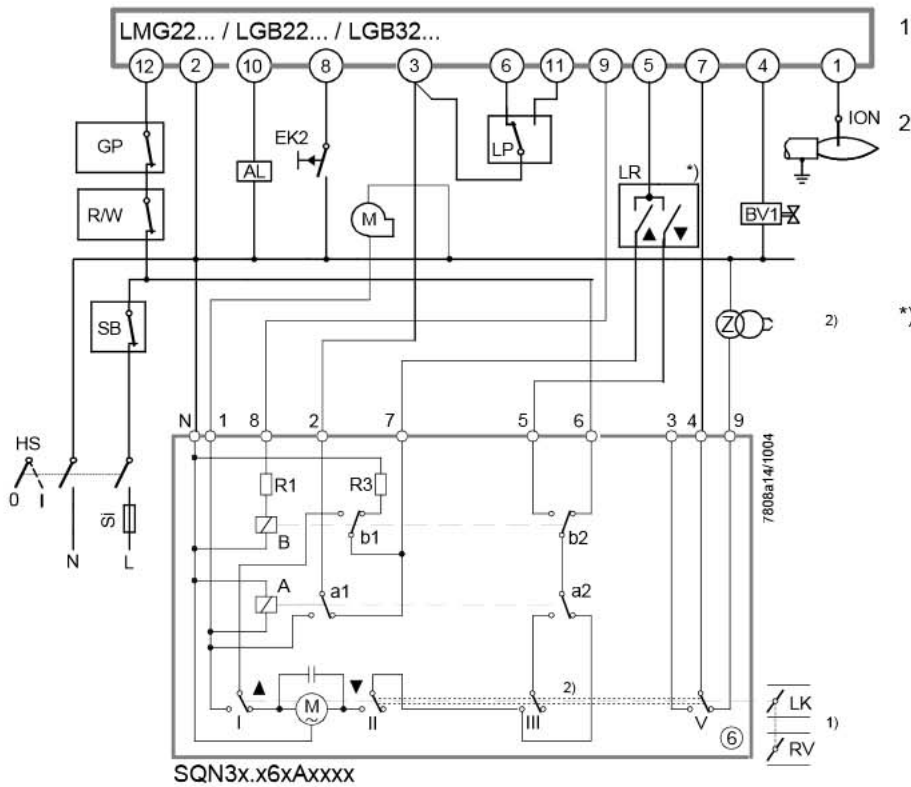 LMG22... / LGB22... / LGB32...
1
12 2 10 8 3 6 11 9 5 7 4 1
ION
2
GP
EK2
LP
LR *)
AL
R/W
M
BV1
SB
Z
2)
*)
HS
0 I
Si
N L
N 1 8 2 7 5 6 3 4 9
7808a14/1004
R1
R3
B
b1
b2
A
a1
a2
M
~
I
II
III
2)
V
6
LK
1)
RV
SQN3x.x6xAxxxx